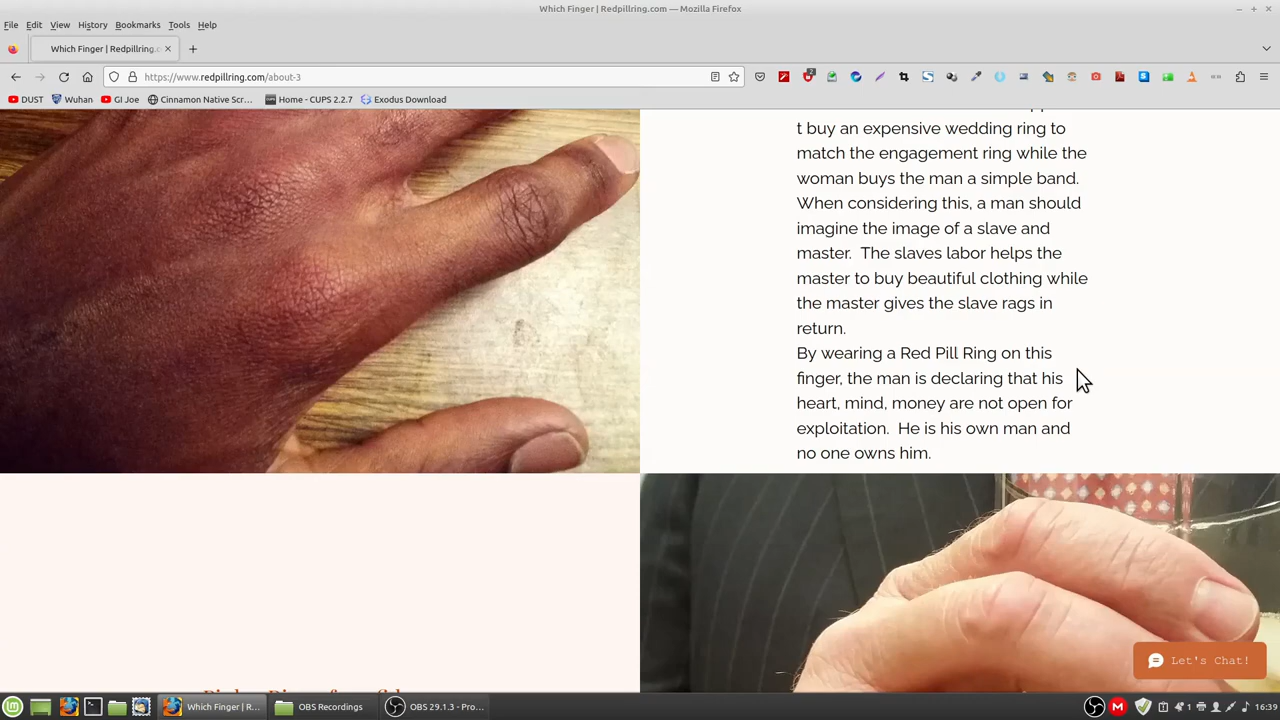 Which Finger | Redpillring.com — Mozilla Firefox
File Edit View History Bookmarks Tools Help
Which Finger | Redpillring.c
https://www.redpillring.com/about-3
DUST Wuhan GI Joe Cinnamon Native Scr… Home - CUPS 2.2.7 Exodus Download
t buy an expensive wedding ring to
match the engagement ring while the
woman buys the man a simple band.
When considering this, a man should
imagine the image of a slave and
master. The slaves labor helps the
master to buy beautiful clothing while
the master gives the slave rags in
return.
By wearing a Red Pill Ring on this
finger, the man is declaring that his
heart, mind, money are not open for
exploitation. He is his own man and
no one owns him.
Let's Chat!
Which Finger | R... OBS Recordings OBS 29.1.3 - Pro... 1 16:39